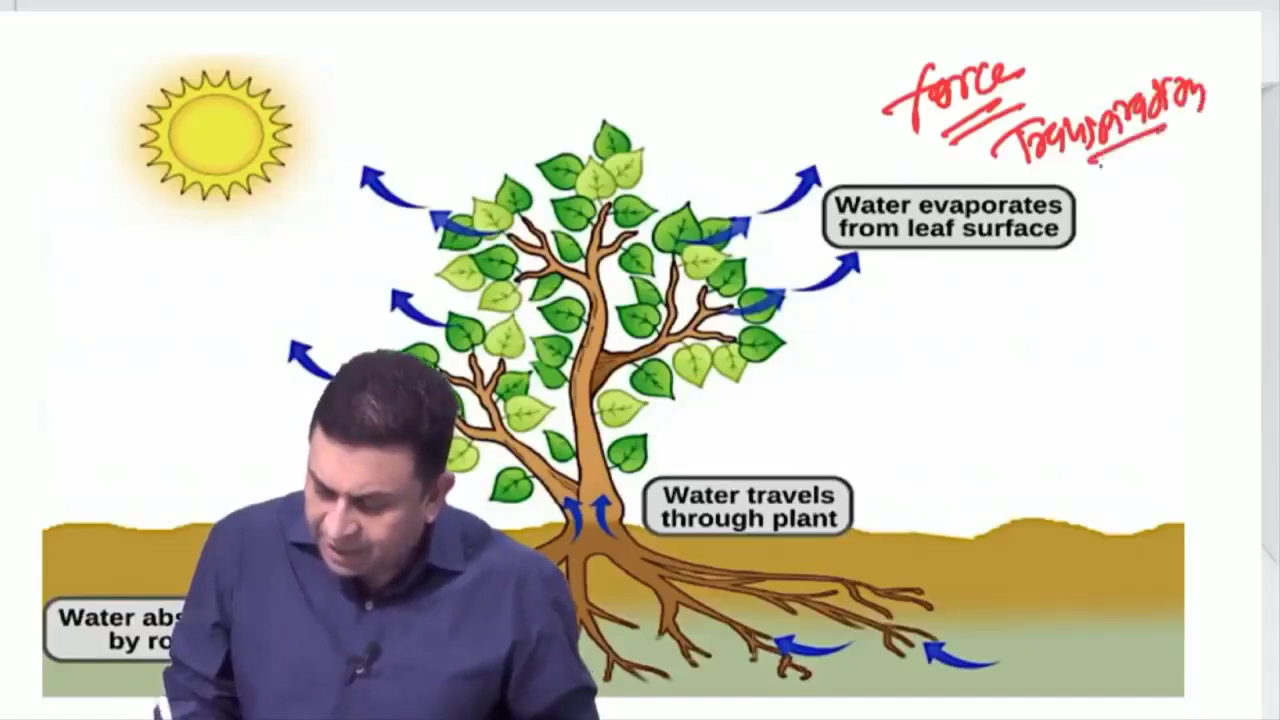 force
Transpiration
Water evaporates
from leaf surface
Water travels
through plant
Water abs
by ro